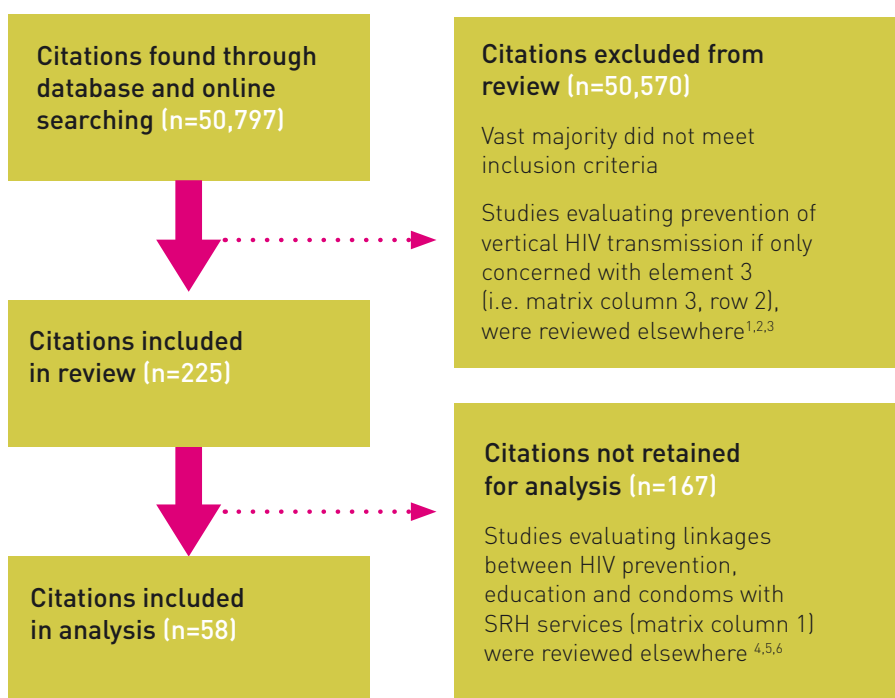 Citations found through
database and online
searching (n=50,797)
Citations excluded from
review (n=50,570)
Vast majority did not meet
inclusion criteria
Studies evaluating prevention of
vertical HIV transmission if only
concerned with element 3
(i.e. matrix column 3, row 2),
were reviewed elsewhere1,2,3
Citations included
in review (n=225)
Citations not retained
for analysis (n=167)
Studies evaluating linkages
between HIV prevention,
education and condoms with
SRH services (matrix column 1)
were reviewed elsewhere 4,5,6
Citations included
in analysis (n=58)